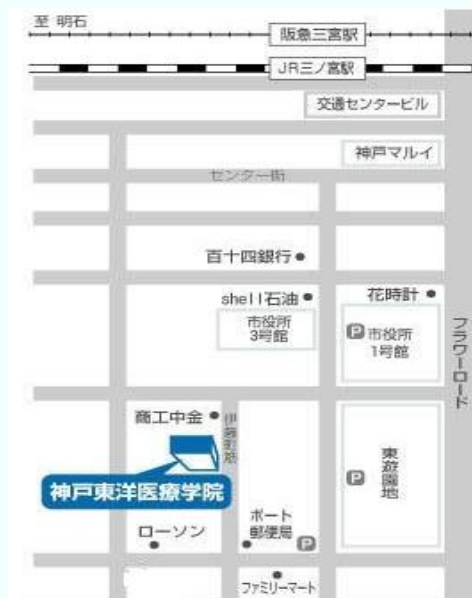 至 明石
阪急三宮駅
JR三ノ宮駅
交通センタービル
神戸マルイ
センター街
百十四銀行
shell石油
花時計
市役所
3号館
P
市役所
1号館
フラワーロード
商工中金
伊藤町筋
神戸東洋医療学院
東遊園地
P
ローソン
ポート
郵便局
P
ファミリーマート